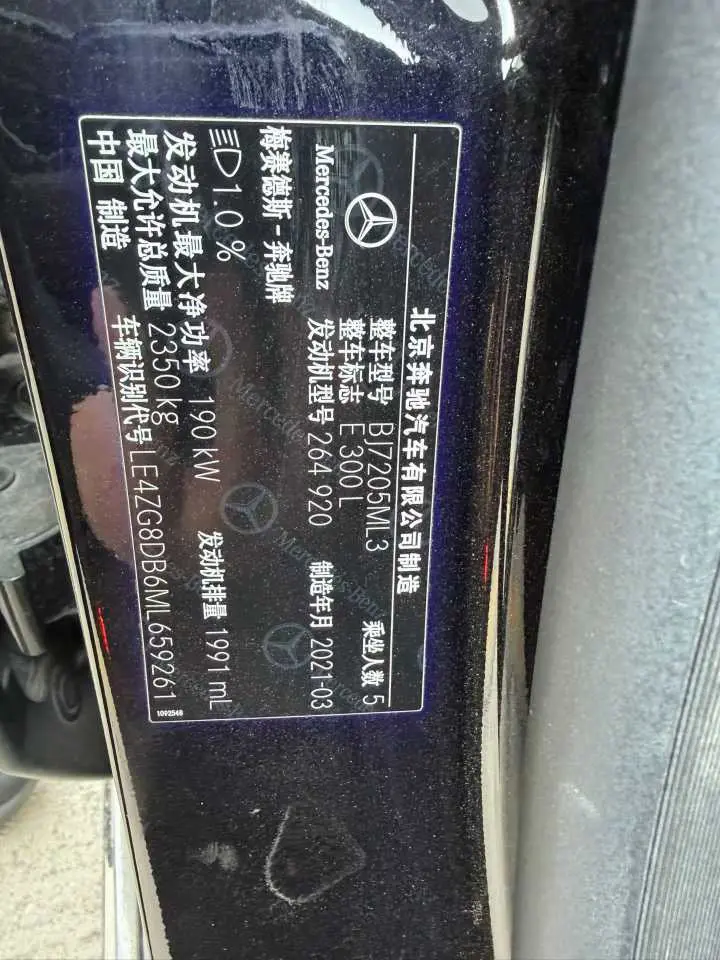 北京奔驰汽车有限公司制造
Mercedes-Benz
整车型号 BJ7205ML3 乘坐人数 5
整车标志 E 300 L
梅赛德斯-奔驰牌 发动机型号 264 920 制造年月 2021-03
1.0 %
发动机最大净功率 190 kW 发动机排量 1991 mL
最大允许总质量 2350 kg
中国 制造 车辆识别代号 LE4ZG8DB6ML659261
1092548